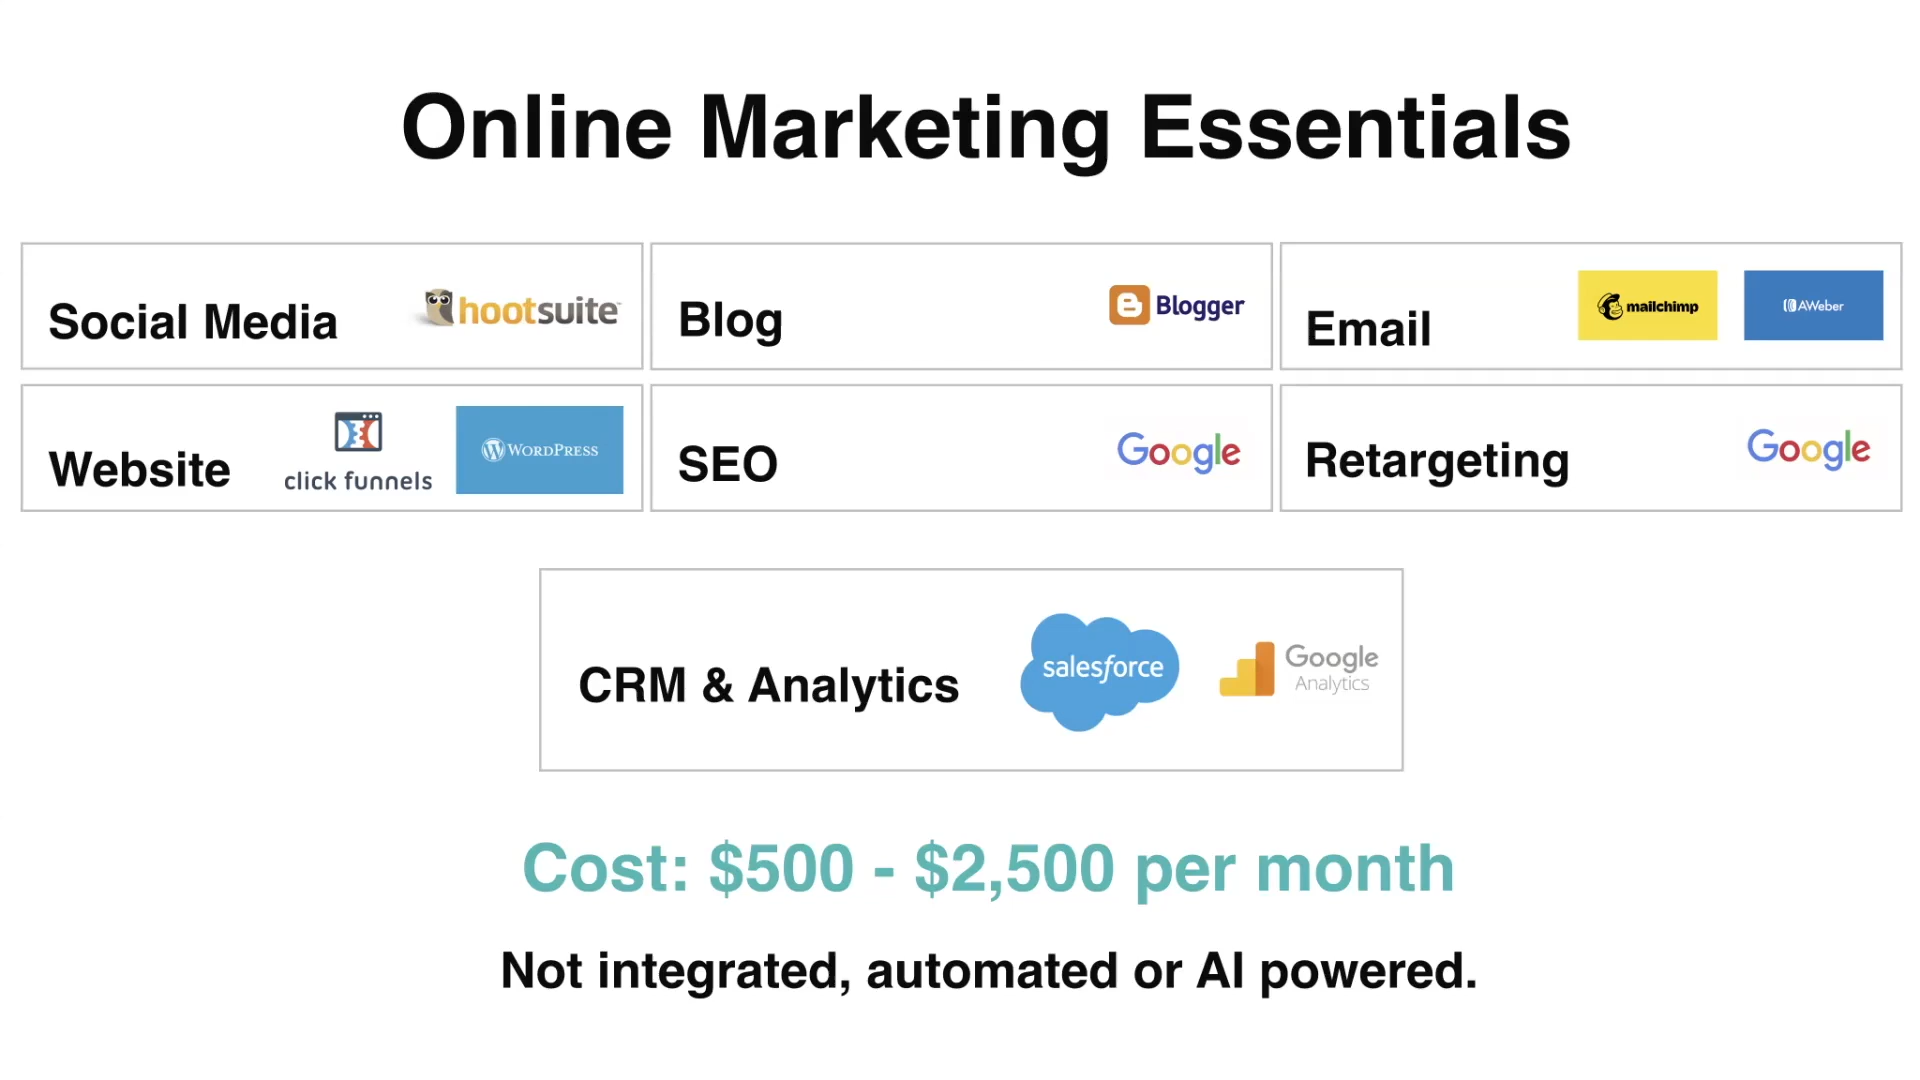 Online Marketing Essentials
Social Media
hootsuite™
Blog
Blogger
Email
mailchimp
AWeber
Website
click funnels
WORDPRESS
SEO
Google
Retargeting
Google
CRM & Analytics
salesforce
Google
Analytics
Cost: $500 - $2,500 per month
Not integrated, automated or AI powered.